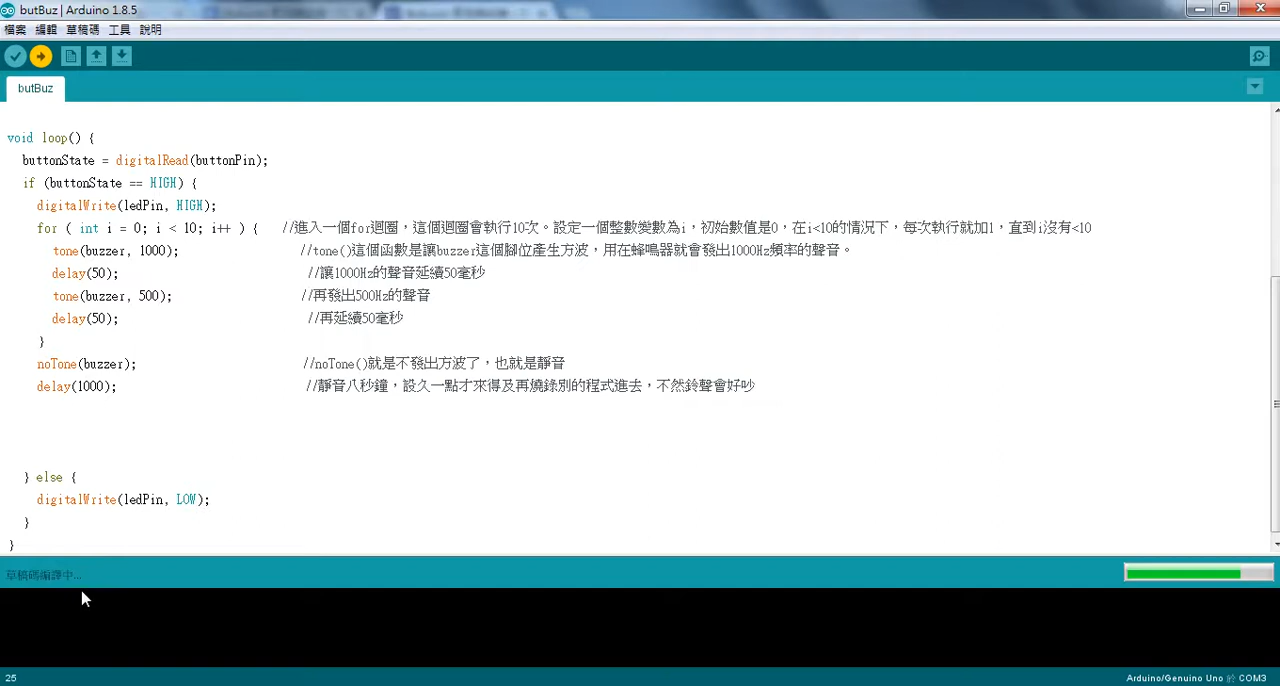 butBuz | Arduino 1.8.5
檔案 編輯 草稿碼 工具 說明
butBuz
void loop() {
buttonState = digitalRead(buttonPin);
if (buttonState == HIGH) {
digitalWrite(ledPin, HIGH);
for ( int i = 0; i < 10; i++ ) { //進入一個for迴圈，這個迴圈會執行10次。設定一個整數變數為i，初始數值是0，在i<10的情況下，每次執行就加1，直到i沒有<10
tone(buzzer, 1000); //tone()這個函數是讓buzzer這個腳位產生方波，用在蜂鳴器就會發出1000Hz頻率的聲音。
delay(50); //讓1000Hz的聲音延續50毫秒
tone(buzzer, 500); //再發出500Hz的聲音
delay(50); //再延續50毫秒
}
noTone(buzzer); //noTone()就是不發出方波了，也就是靜音
delay(1000); //靜音八秒鐘，設久一點才來得及再燒錄別的程式進去，不然鈴聲會好吵
} else {
digitalWrite(ledPin, LOW);
}
}
草稿碼編譯中...
25 Arduino/Genuino Uno 於 COM3